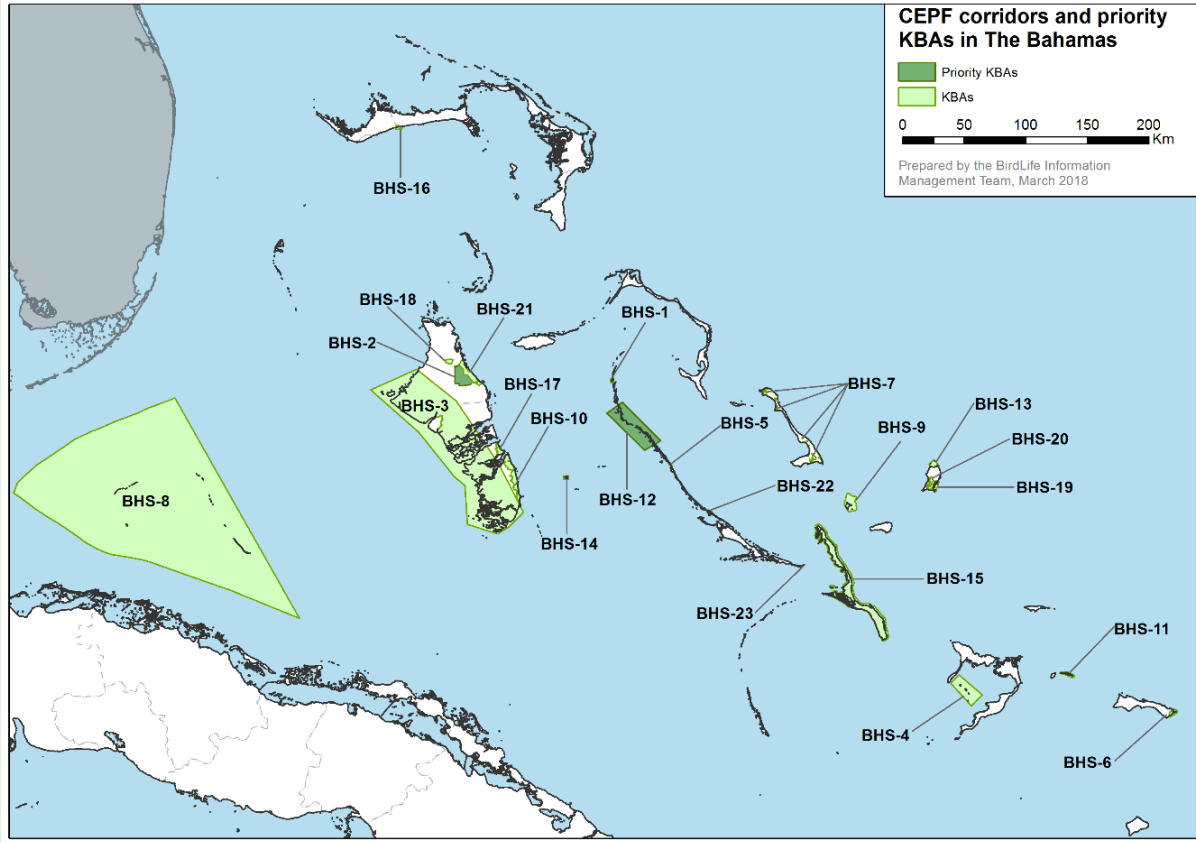 CEPF corridors and priority
KBAs in The Bahamas
Priority KBAs
KBAs
0 50 100 150 200
Km
Prepared by the BirdLife Information
Management Team, March 2018
BHS-16
BHS-18
BHS-21
BHS-1
BHS-2
BHS-17
BHS-7
BHS-3
BHS-13
BHS-10
BHS-5
BHS-9
BHS-20
BHS-8
BHS-12
BHS-22
BHS-19
BHS-14
BHS-15
BHS-23
BHS-11
BHS-4
BHS-6